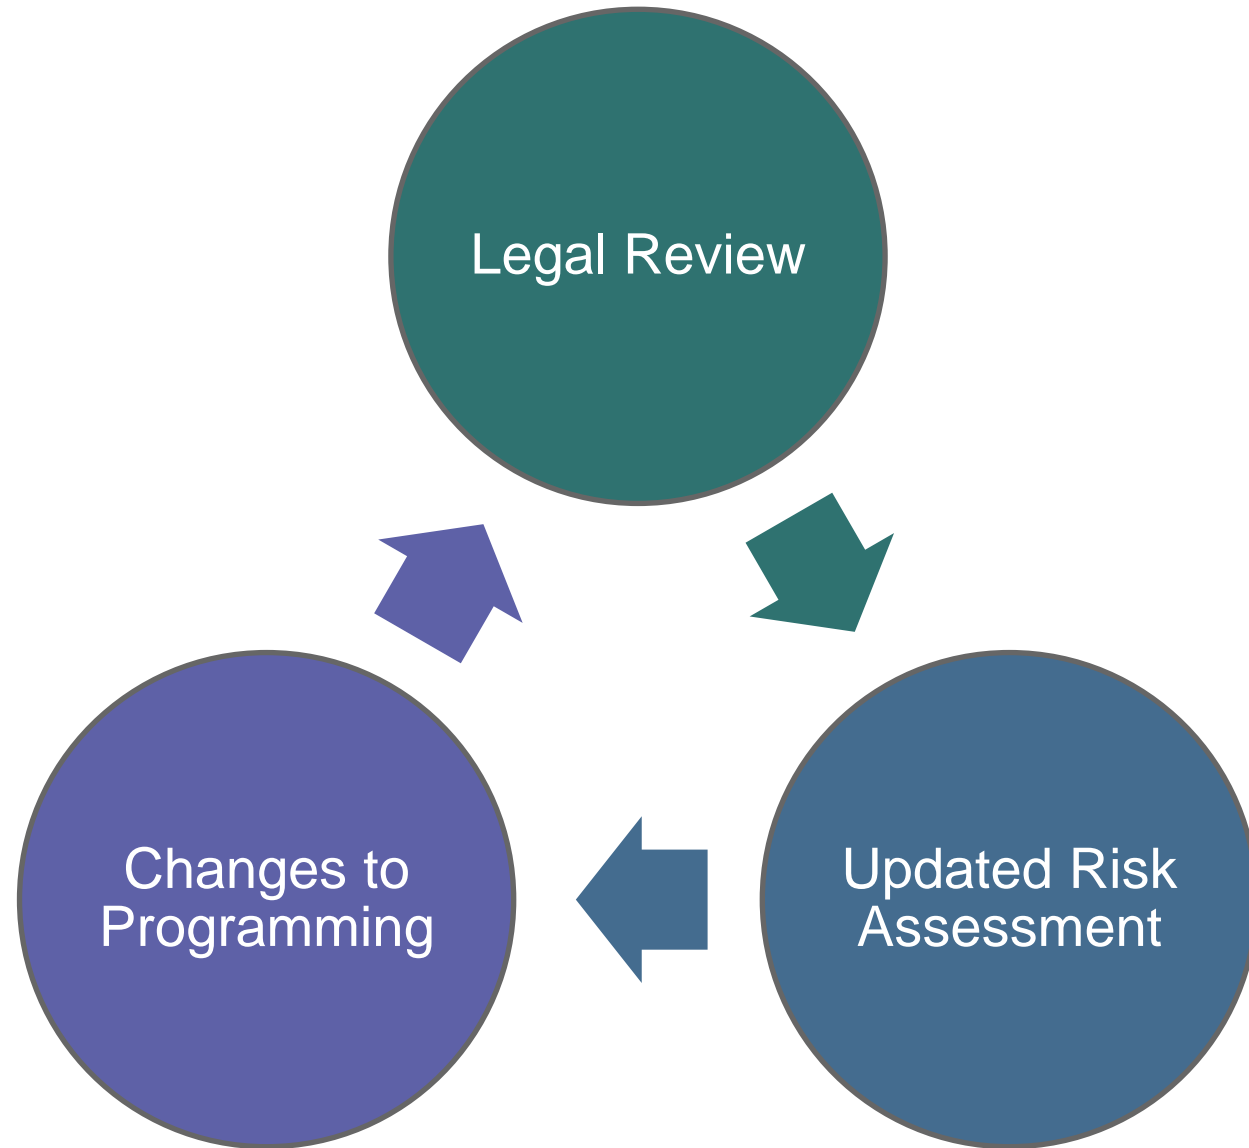 Legal Review
Changes to
Programming
Updated Risk
Assessment